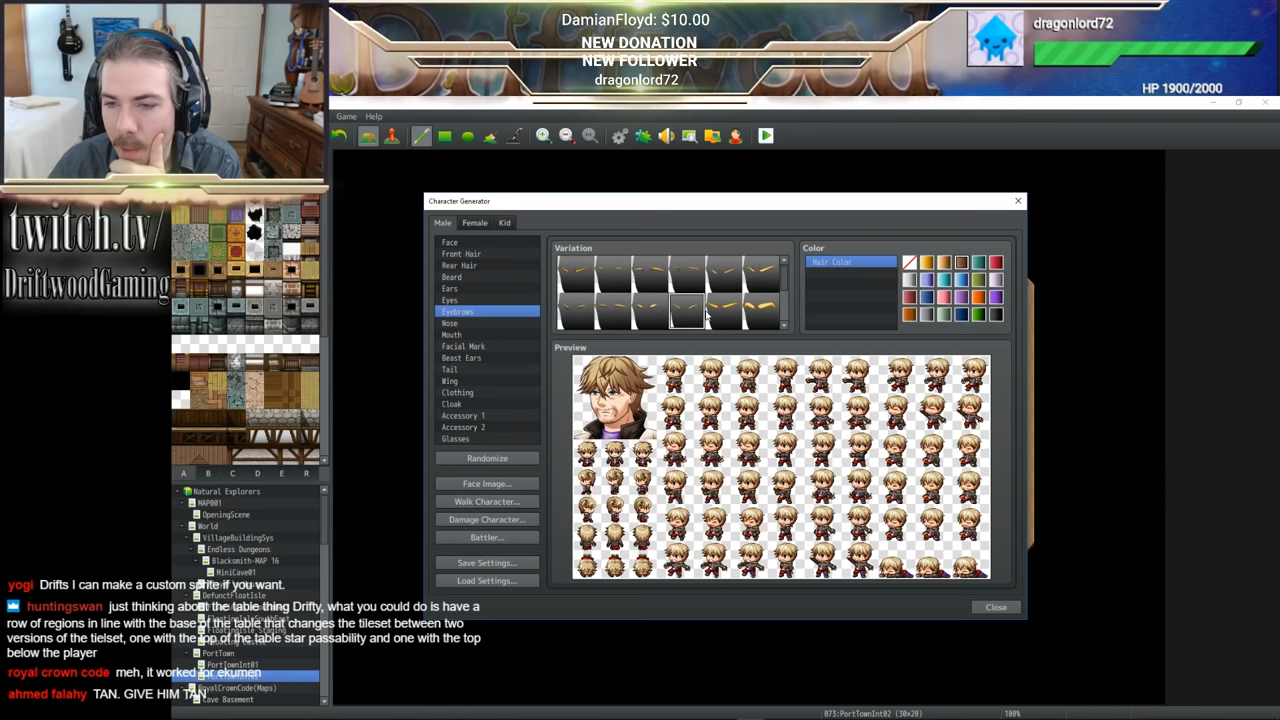 DamianFloyd: $10.00
NEW DONATION
NEW FOLLOWER
dragonlord72
dragonlord72
HP 1900/2000
Game Help
twitch.tv/
DriftwoodGaming
Character Generator
Male Female Kid
Face
Front Hair
Rear Hair
Beard
Ears
Eyes
Eyebrows
Nose
Mouth
Facial Mark
Beast Ears
Tail
Wing
Clothing
Cloak
Accessory 1
Accessory 2
Glasses
Randomize
Face Image...
Walk Character...
Damage Character...
Battler...
Save Settings...
Load Settings...
Variation
Color
Hair Color
Preview
Close
A B C D E R
Natural Explorers
MAP001
OpeningScene
World
VillageBuildingSys
Endless Dungeons
Blacksmith-MAP 16
MiniCave01
DefunctFloatIsle
PortTown
PortTownInt01
RoyalCrownCode(Maps)
Cave Basement
yogi Drifts I can make a custom sprite if you want.
huntingswan just thinking about the table thing Drifty, what you could do is have a
row of regions in line with the base of the table that changes the tileset between two
versions of the tielset, one with the top of the table star passability and one with the top
below the player
royal crown code meh, it worked for ekumen
ahmed falahy TAN. GIVE HIM TAN
073:PortTownInt02 (30x20) 100%